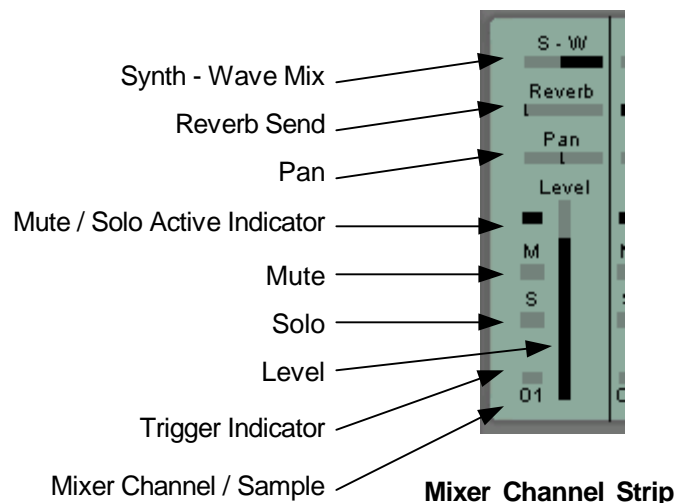 S - W
Synth - Wave Mix
Reverb
Reverb Send
Pan
Pan
Level
Mute / Solo Active Indicator
M
Mute
S
Solo
Level
Trigger Indicator
01
Mixer Channel / Sample
Mixer Channel Strip